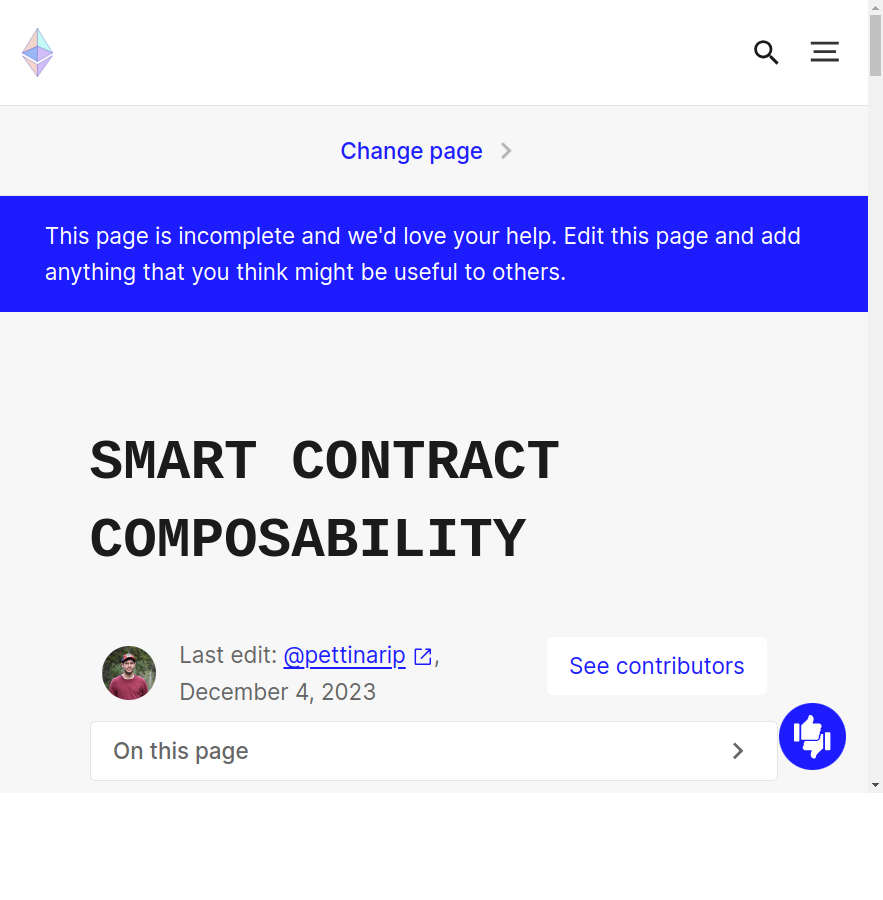 Change page
This page is incomplete and we'd love your help. Edit this page and add
anything that you think might be useful to others.
SMART CONTRACT
COMPOSABILITY
Last edit: @pettinarip,
December 4, 2023
See contributors
On this page